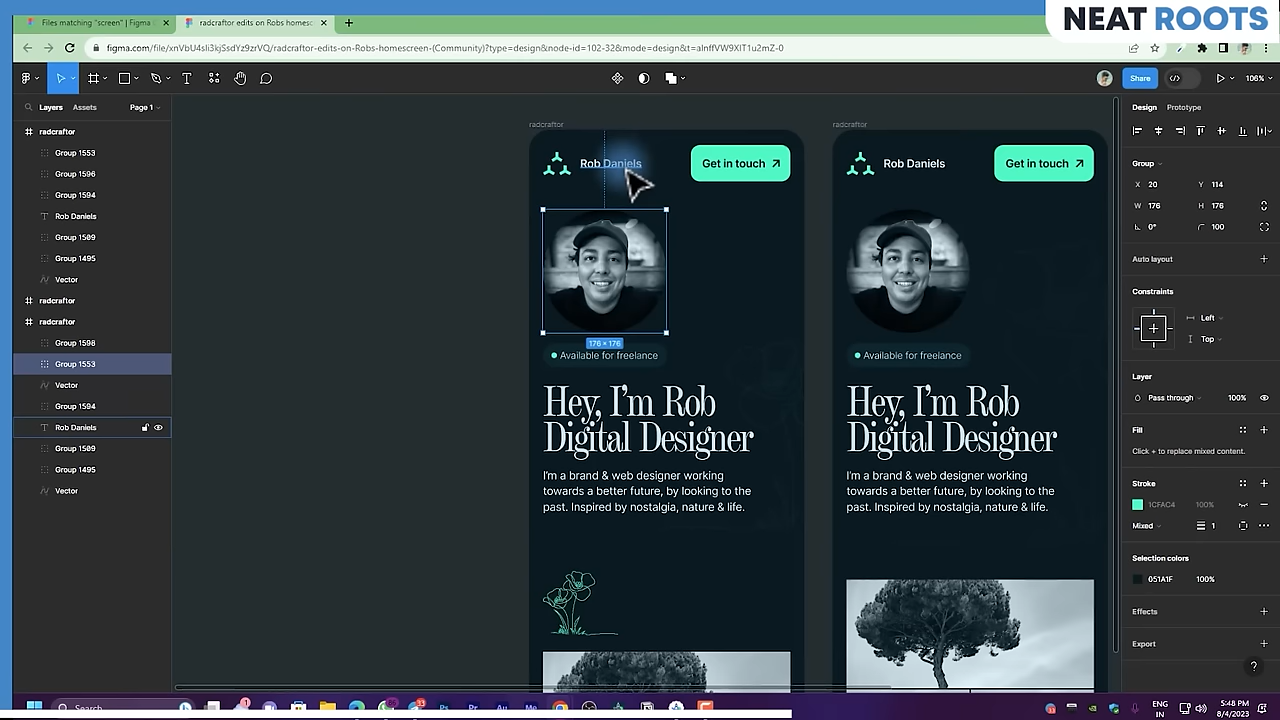 NEAT ROOTS
Files matching "screen" | Figma
radcraftor edits on Robs homesc
figma.com/file/xnVbU4sli3kjSsdYz9zrVQ/radcraftor-edits-on-Robs-homescreen-(Community)?type=design&node-id=102-32&mode=design&t=alnffVW9XIT1u2mZ-0
Share
106%
Layers
Assets
Page 1
Design
Prototype
radcraftor
Group 1553
Group 1596
Group 1594
Rob Daniels
Group 1509
Group 1495
Vector
radcraftor
radcraftor
Group 1598
Group 1553
Vector
Group 1594
Rob Daniels
Group 1509
Group 1495
Vector
radcraftor
Rob Daniels
Get in touch
176 × 176
Available for freelance
Hey, I'm Rob
Digital Designer
I'm a brand & web designer working
towards a better future, by looking to the
past. Inspired by nostalgia, nature & life.
radcraftor
Rob Daniels
Get in touch
Available for freelance
Hey, I'm Rob
Digital Designer
I'm a brand & web designer working
towards a better future, by looking to the
past. Inspired by nostalgia, nature & life.
Group
X 20 Y 114
W 176 H 176
0° 100
Auto layout
Constraints
Left
Top
Layer
Pass through 100%
Fill
Click + to replace mixed content.
Stroke
1CFAC4 100%
Mixed 1
Selection colors
051A1F 100%
Effects
Export
?
Search
ENG
IN
5:48 PM
8/4/2023